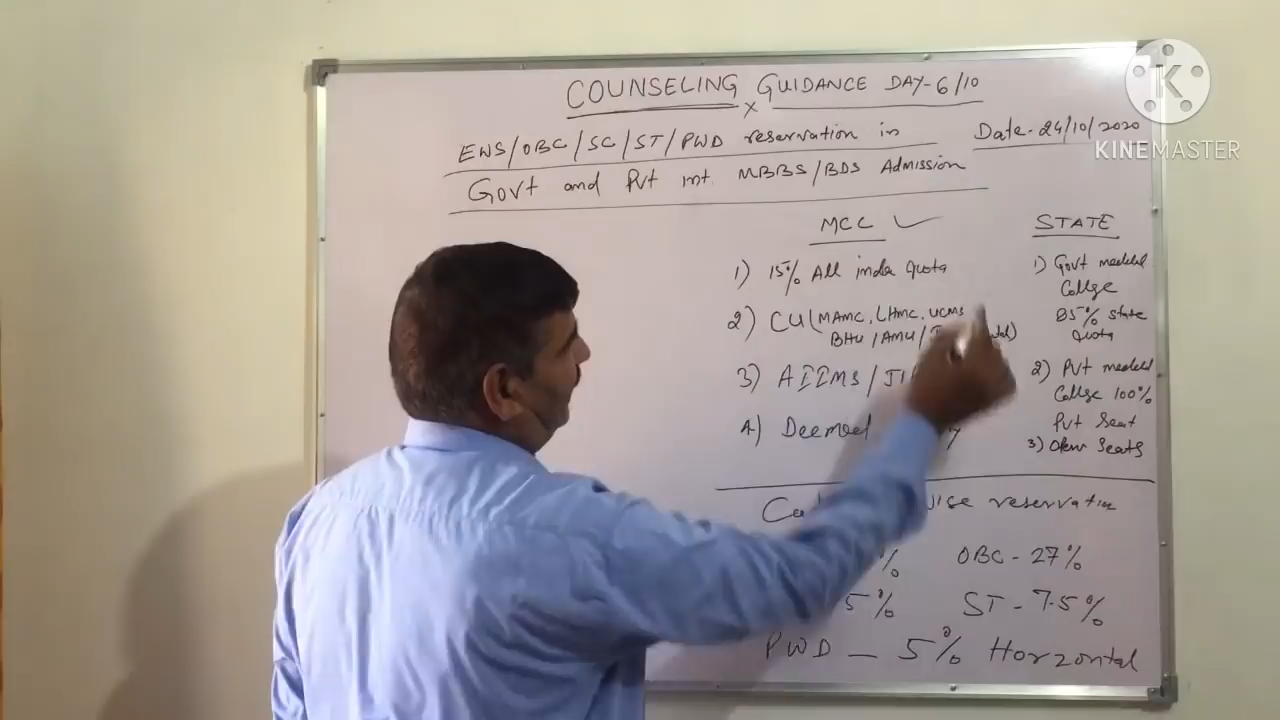 COUNSELING GUIDANCE DAY-6/10
EWS/OBC/SC/ST/PWD reservation in
Date-24/10/2020
Govt and Pvt int. MBBS/BDS Admission
KINEMASTER
MCC
1) 15% All india quota
2) CU (MAMC, LHMC, UCMS
BHU/AMU/
3) AIIMS/
4) Deemed
STATE
1) Govt medical
College
85% state
quota
2) Pvt medical
College 100%
Pvt Seat
3) Seats
reservation
% OBC - 27%
5% ST - 7.5%
PWD - 5% Horzontal